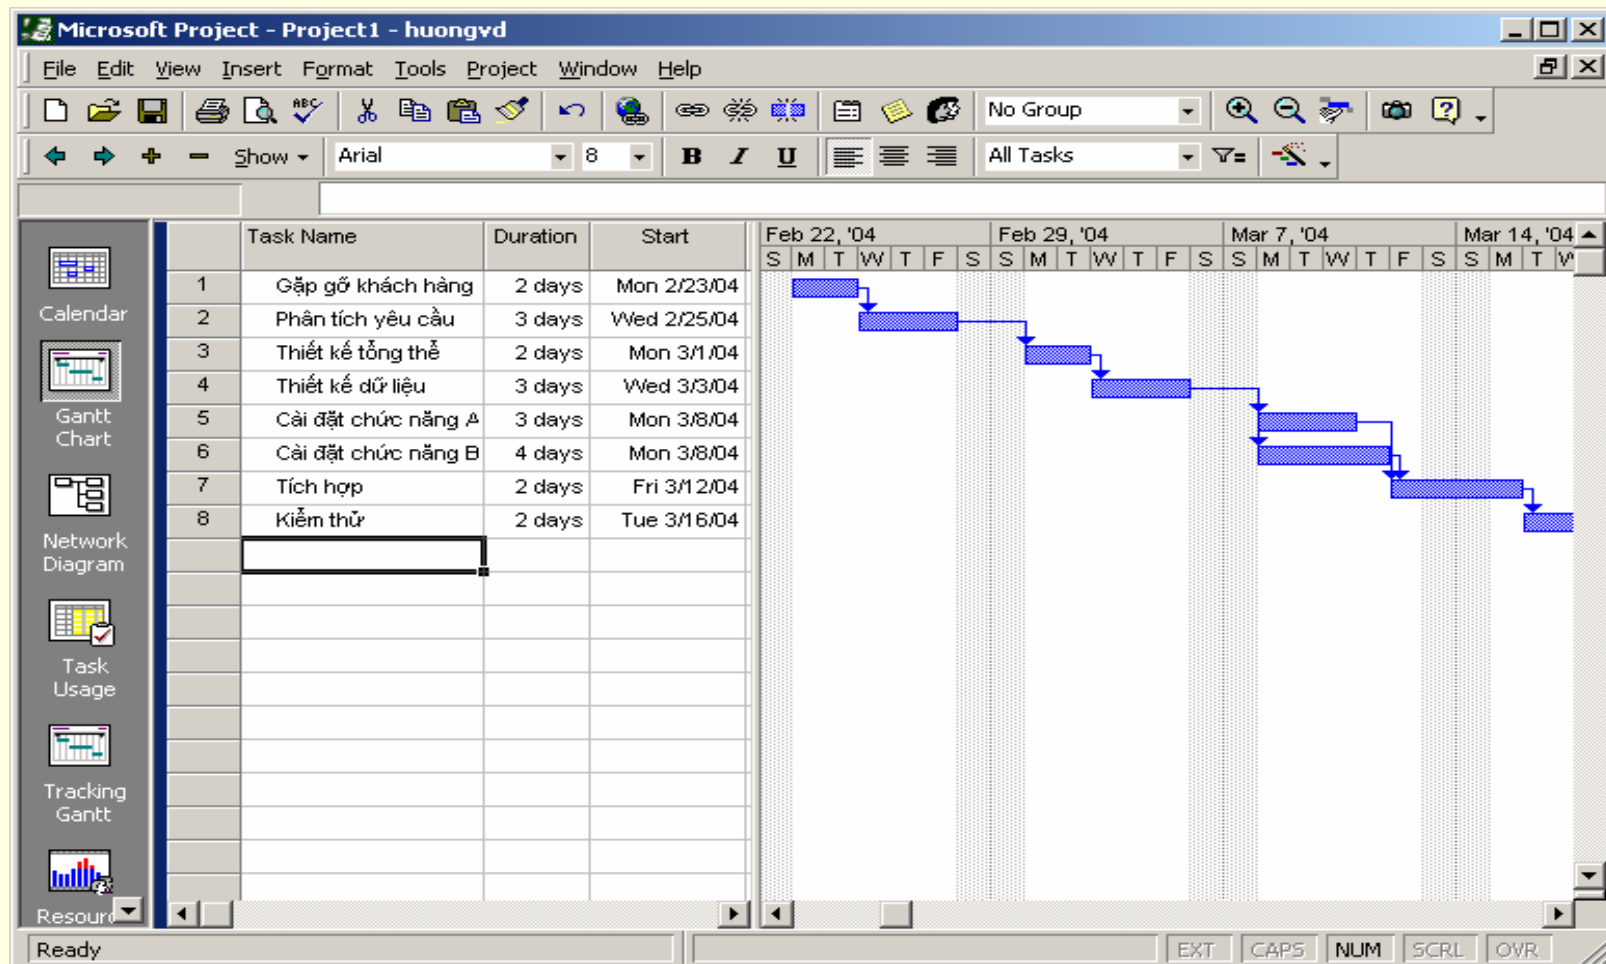 Microsoft Project - Project1 - huongvd
File Edit View Insert Format Tools Project Window Help
ABC No Group
Show Arial 8 B I U All Tasks
Task Name Duration Start Feb 22, '04 Feb 29, '04 Mar 7, '04 Mar 14, '04
S M T W T F S S M T W T F S S M T W T F S S M T W
1 Gặp gỡ khách hàng 2 days Mon 2/23/04
2 Phân tích yêu cầu 3 days Wed 2/25/04
3 Thiết kế tổng thể 2 days Mon 3/1/04
4 Thiết kế dữ liệu 3 days Wed 3/3/04
5 Cài đặt chức năng A 3 days Mon 3/8/04
6 Cài đặt chức năng B 4 days Mon 3/8/04
7 Tích hợp 2 days Fri 3/12/04
8 Kiểm thử 2 days Tue 3/16/04
Calendar
Gantt
Chart
Network
Diagram
Task
Usage
Tracking
Gantt
Resourc
Ready EXT CAPS NUM SCRL OVR